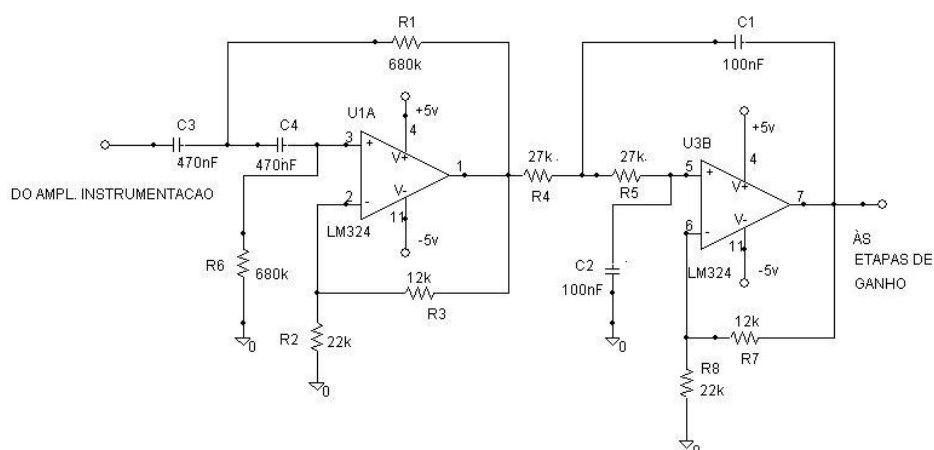 R1
680k
C1
100nF
U1A
+5v
4
C3
470nF
C4
470nF
3
+
V+
1
2
-
V-
11
-5v
LM324
DO AMPL. INSTRUMENTACAO
R6
680k
0
12k
R3
R2
22k
0
27k.
R4
27k.
R5
U3B
+5v
4
5
+
V+
7
6
-
V-
11
-5v
LM324
C2
100nF
0
12k
R7
R8
22k
0
ÀS
ETAPAS DE
GANHO